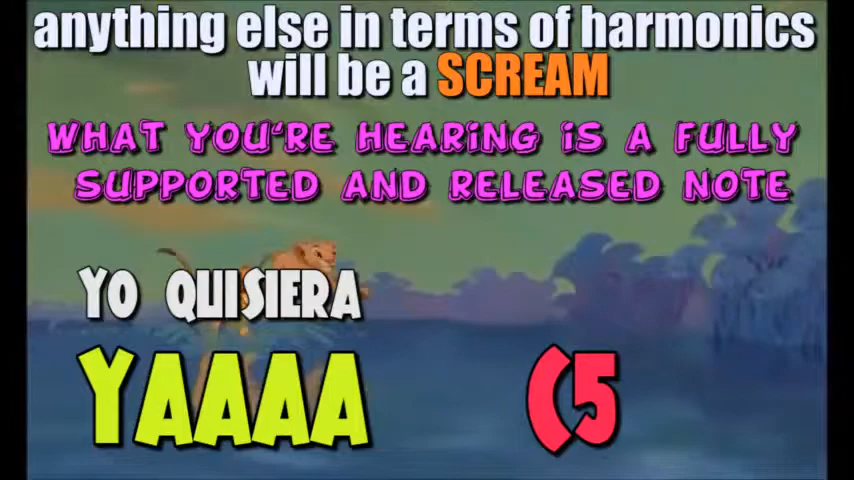 anything else in terms of harmonics
will be a SCREAM
WHAT YOU'RE HEARING IS A FULLY
SUPPORTED AND RELEASED NOTE
YO QUISIERA
YAAAA
C5